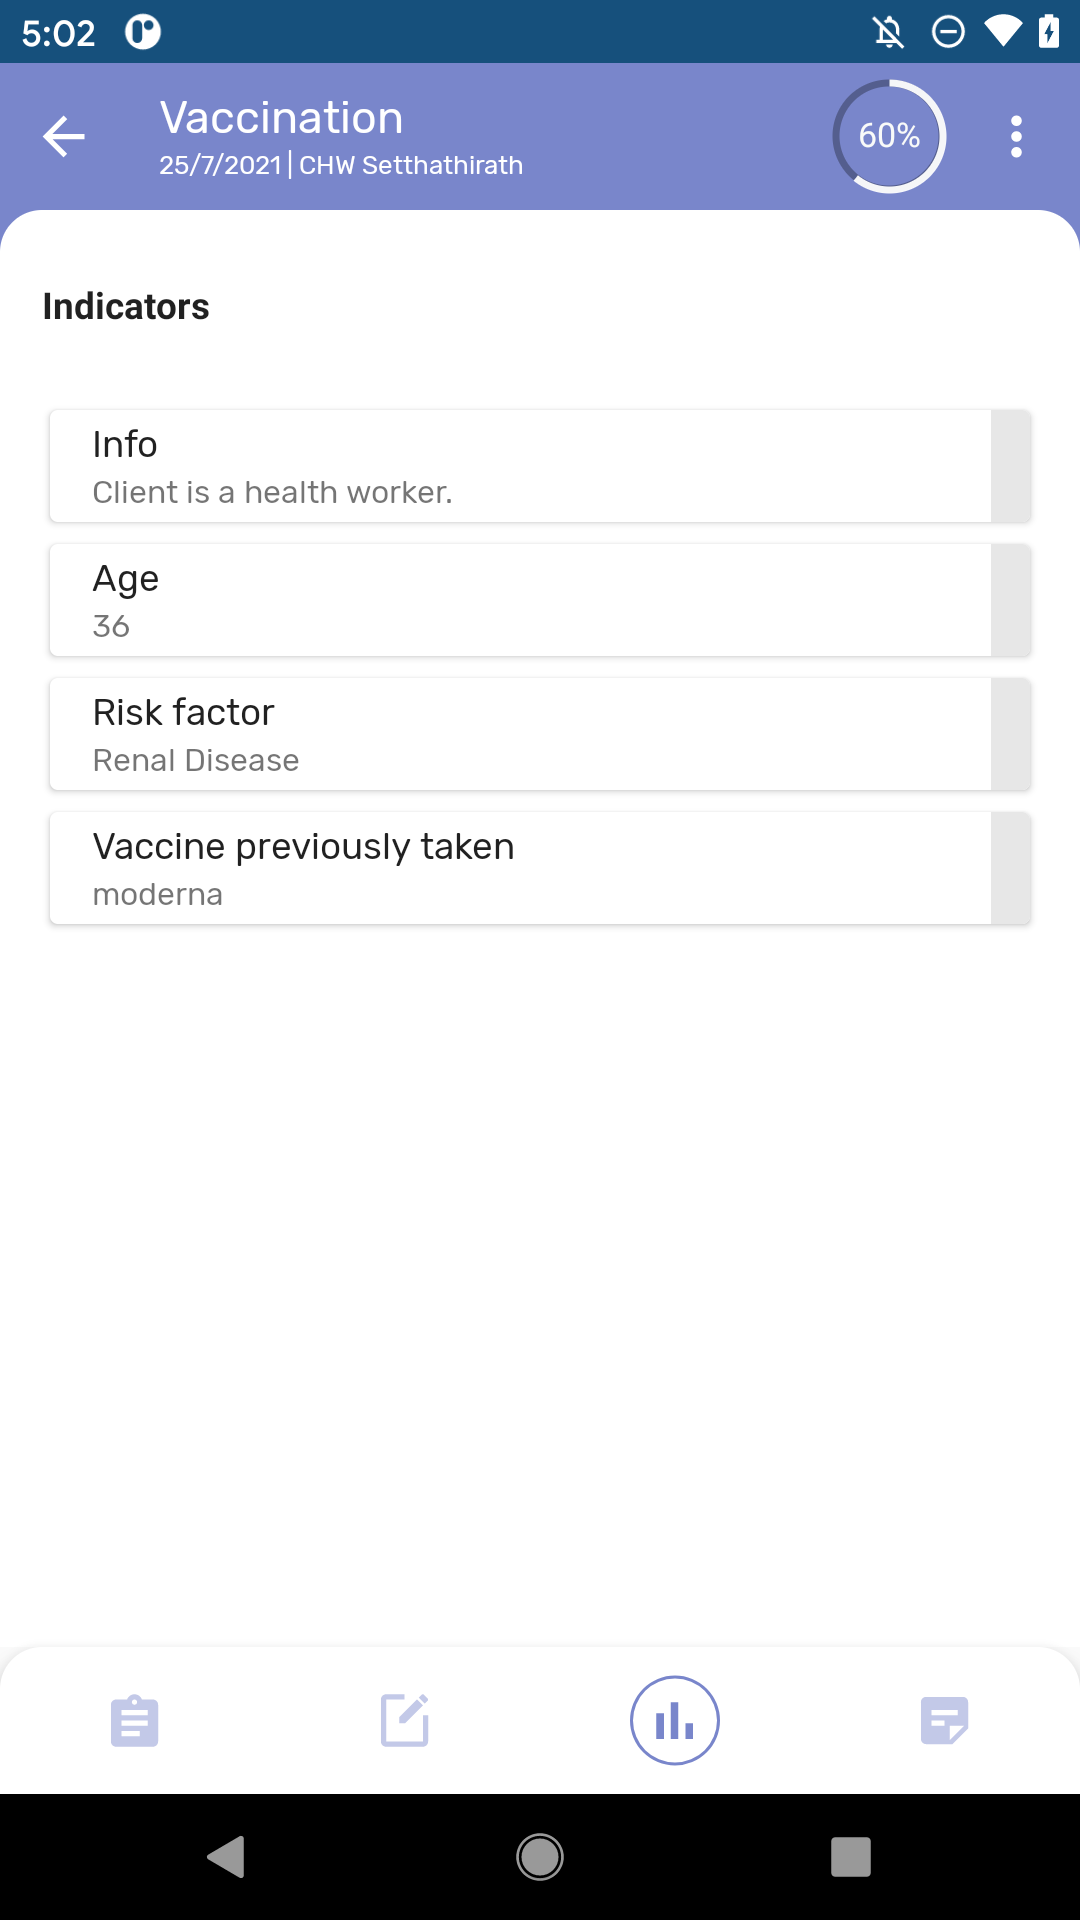 5:02
Vaccination
25/7/2021 | CHW Setthathirath
60%
Indicators
Info
Client is a health worker.
Age
36
Risk factor
Renal Disease
Vaccine previously taken
moderna